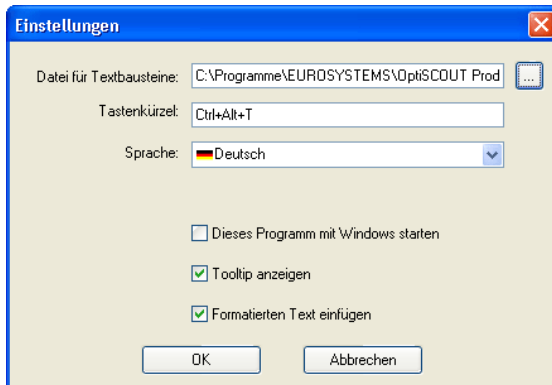 Einstellungen
Datei für Textbausteine: C:\Programme\EUROSYSTEMS\OptiSCOUT Prod ...
Tastenkürzel: Ctrl+Alt+T
Sprache: Deutsch
Dieses Programm mit Windows starten
Tooltip anzeigen
Formatierten Text einfügen
OK Abbrechen